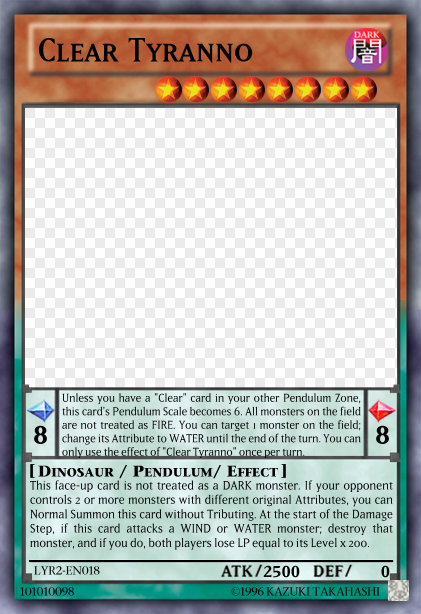 Clear Tyranno
DARK
闇
Unless you have a "Clear" card in your other Pendulum Zone,
this card's Pendulum Scale becomes 6. All monsters on the field
are not treated as FIRE. You can target 1 monster on the field;
change its Attribute to WATER until the end of the turn. You can
only use the effect of "Clear Tyranno" once per turn.
8
8
[ Dinosaur / Pendulum/ Effect ]
This face-up card is not treated as a DARK monster. If your opponent
controls 2 or more monsters with different original Attributes, you can
Normal Summon this card without Tributing. At the start of the Damage
Step, if this card attacks a WIND or WATER monster; destroy that
monster, and if you do, both players lose LP equal to its Level x 200.
LYR2-EN018
ATK/2500 DEF/ 0
101010098
©1996 KAZUKI TAKAHASHI